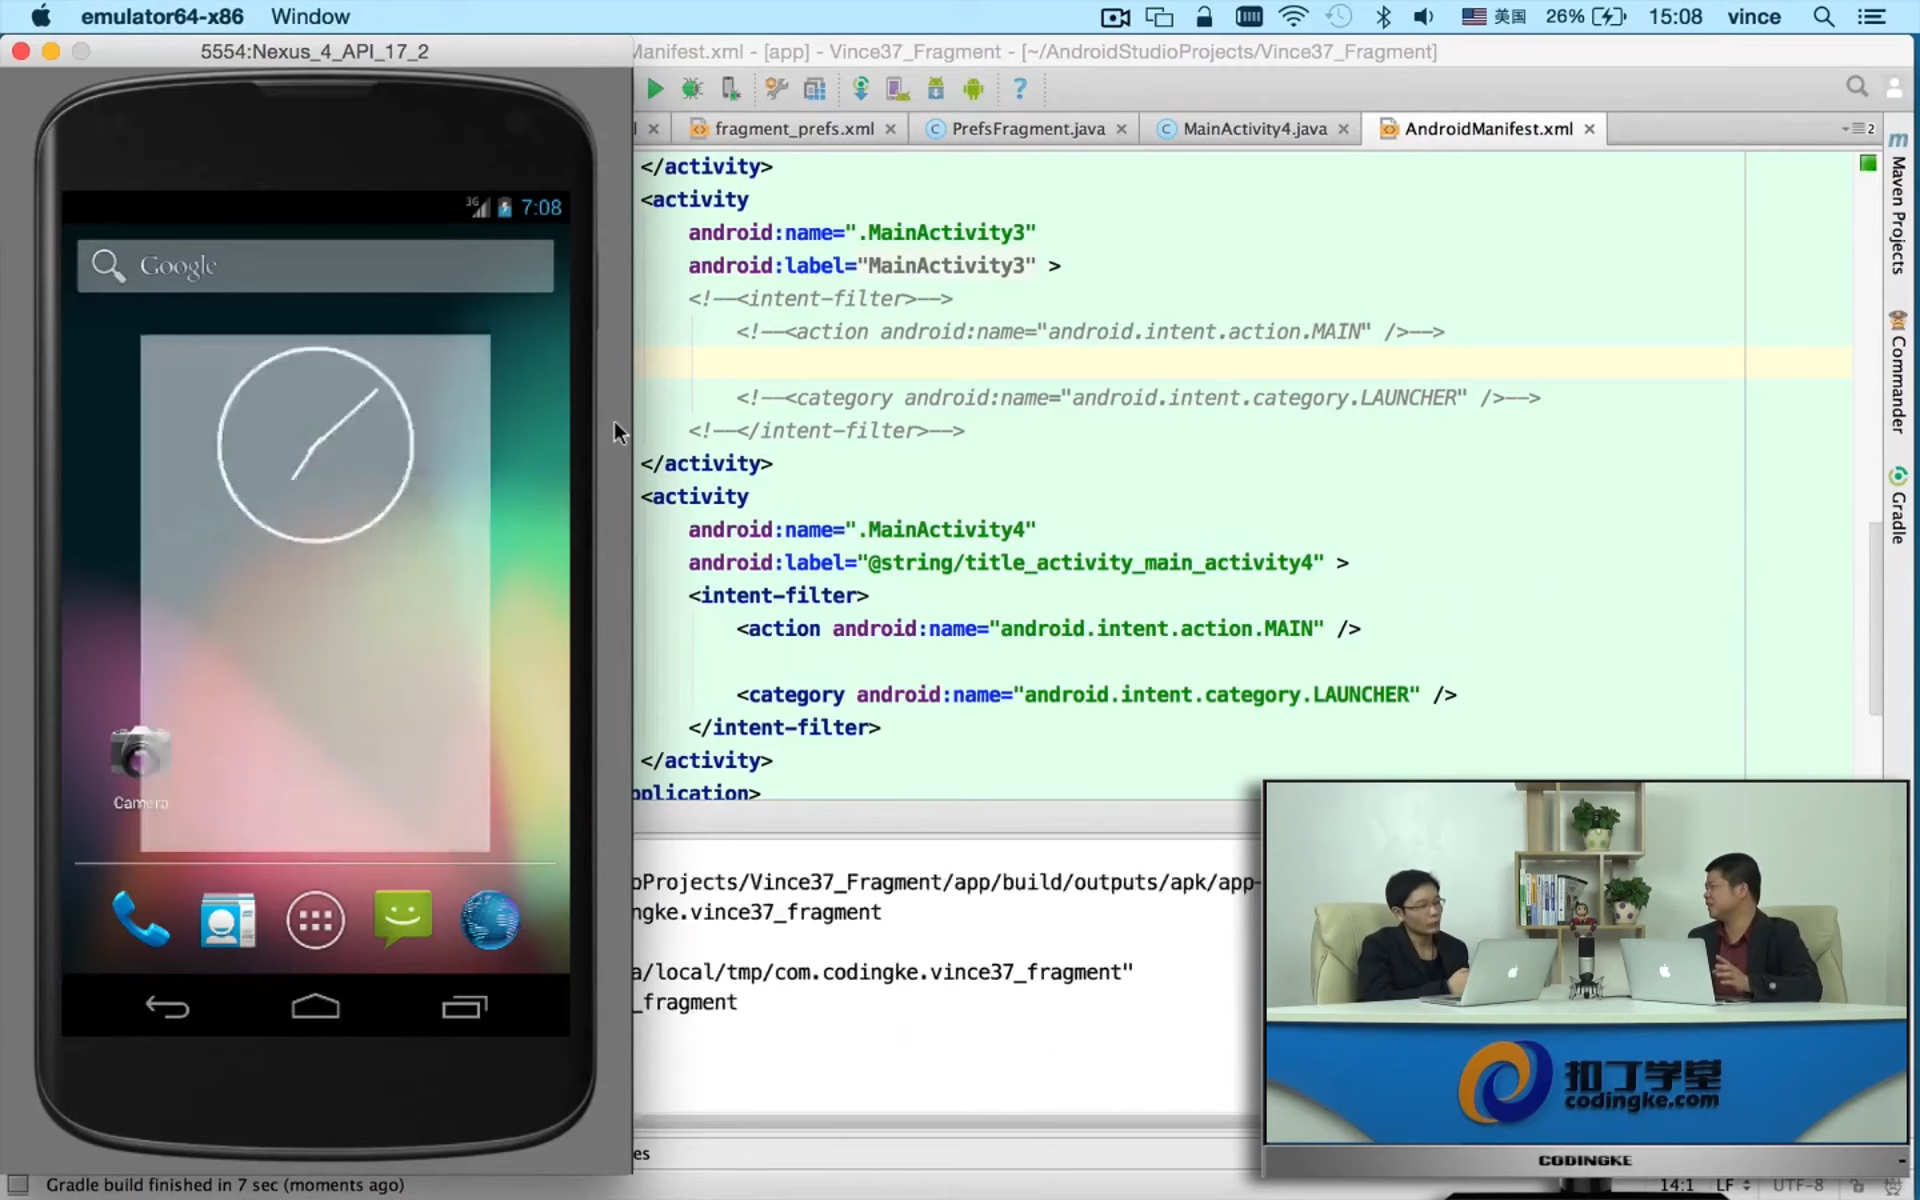 emulator64-x86 Window
美国 26% 15:08 vince
5554:Nexus_4_API_17_2
Manifest.xml - [app] - Vince37_Fragment - [~/AndroidStudioProjects/Vince37_Fragment]
fragment_prefs.xml PrefsFragment.java MainActivity4.java AndroidManifest.xml 2
3G 7:08
Google
Camera
</activity>
<activity
android:name=".MainActivity3"
android:label="MainActivity3" >
<!--<intent-filter>-->
<!--<action android:name="android.intent.action.MAIN" />-->
<!--<category android:name="android.intent.category.LAUNCHER" />-->
<!--</intent-filter>-->
</activity>
<activity
android:name=".MainActivity4"
android:label="@string/title_activity_main_activity4" >
<intent-filter>
<action android:name="android.intent.action.MAIN" />
<category android:name="android.intent.category.LAUNCHER" />
</intent-filter>
</activity>
pplication>
Maven Projects
Commander
Gradle
oProjects/Vince37_Fragment/app/build/outputs/apk/app-
ngke.vince37_fragment
a/local/tmp/com.codingke.vince37_fragment"
_fragment
es
扣丁学堂
codingke.com
CODINGKE
Gradle build finished in 7 sec (moments ago)
14:1 LF UTF-8